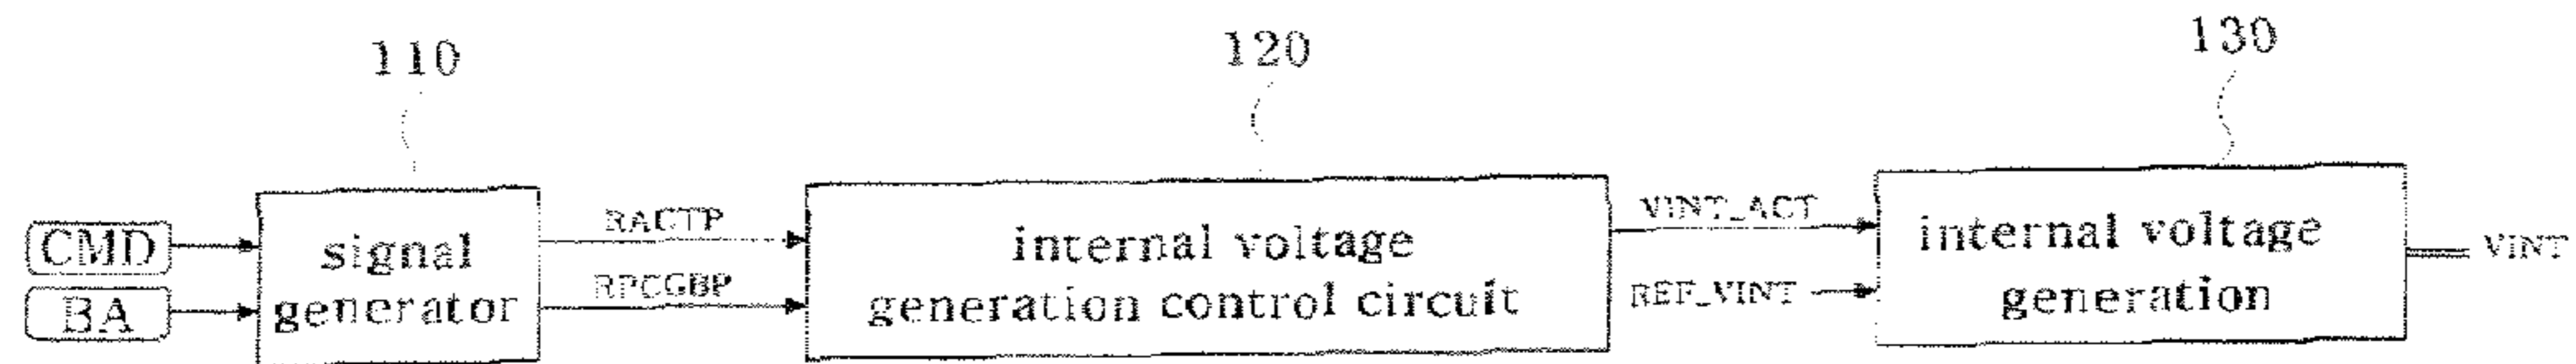 110
120
130
CMD
BA
signal
generator
RACTP
RPCGBP
internal voltage
generation control circuit
VINT_ACT
REF_VINT
internal voltage
generation
VINT